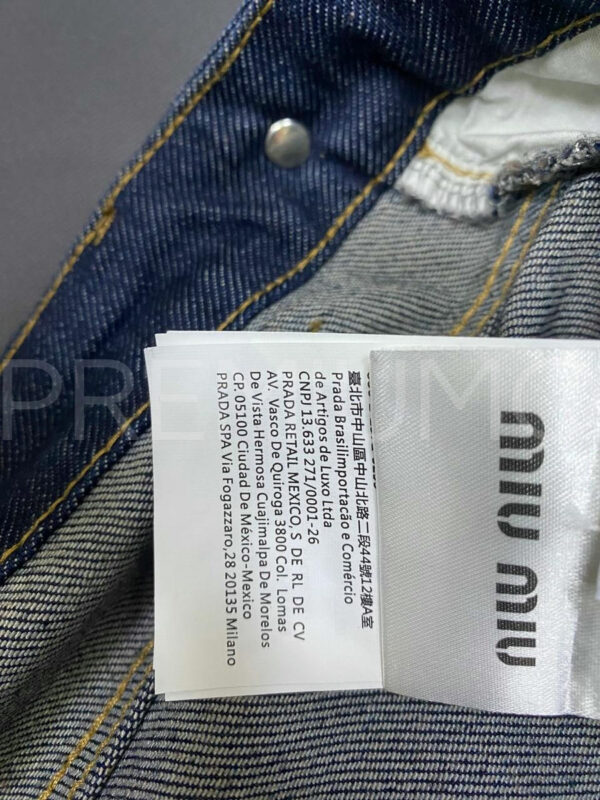 臺北市中山區中山北路二段44號12樓A室
Prada Brasilimportacão e Comércio
de Artigos de Luxo Ltda
CNPJ 13.633 271/0001-26
PRADA RETAIL MEXICO, S DE RL DE CV
AV. Vasco De Quiroga 3800 Col. Lomas
De Vista Hermosa Cuajimalpa De Morelos
CP. 05100 Ciudad De México-Mexico
PRADA SPA Via Fogazzaro,28 20135 Milano
miu miu
PREMIUM